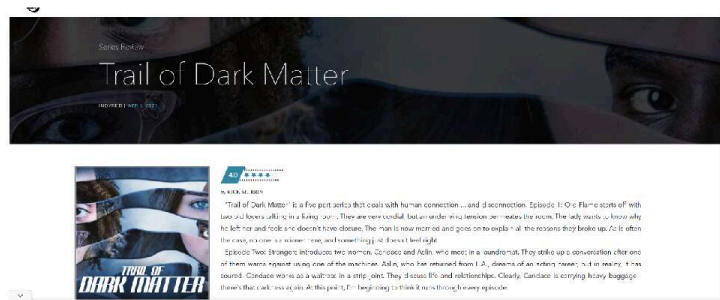 Series Review
Trail of Dark Matter
INDYRED | APR 1, 2021
4.0
"Trail of Dark Matter" is a five part series that deals with human connection ... and disconnection. Episode 1: One Flame starts off with
two old lovers talking in a living room. They are very cordial, but an underlying tension permeates the room. The lady wants to know why
he left her and feels she doesn't have closure. The man is now married and goes on to explain all the reasons they broke up. As is often
the case, no one is a winner here, and something just doesn't feel right.
Episode Two: Strangers introduces two women, Candace and Aslin, who meet in a laundromat. They strike up a conversation after one
of them warns against using one of the machines. Aslin, who has returned from L.A., dreams of an acting career, but in reality, it has
soured. Candace works as a waitress in a strip joint. They discuss life and relationships. Clearly, Candace is carrying heavy baggage -
there's that darkness again. At this point, I'm beginning to think it runs through every episode.
TRAIL OF
DARK MATTER